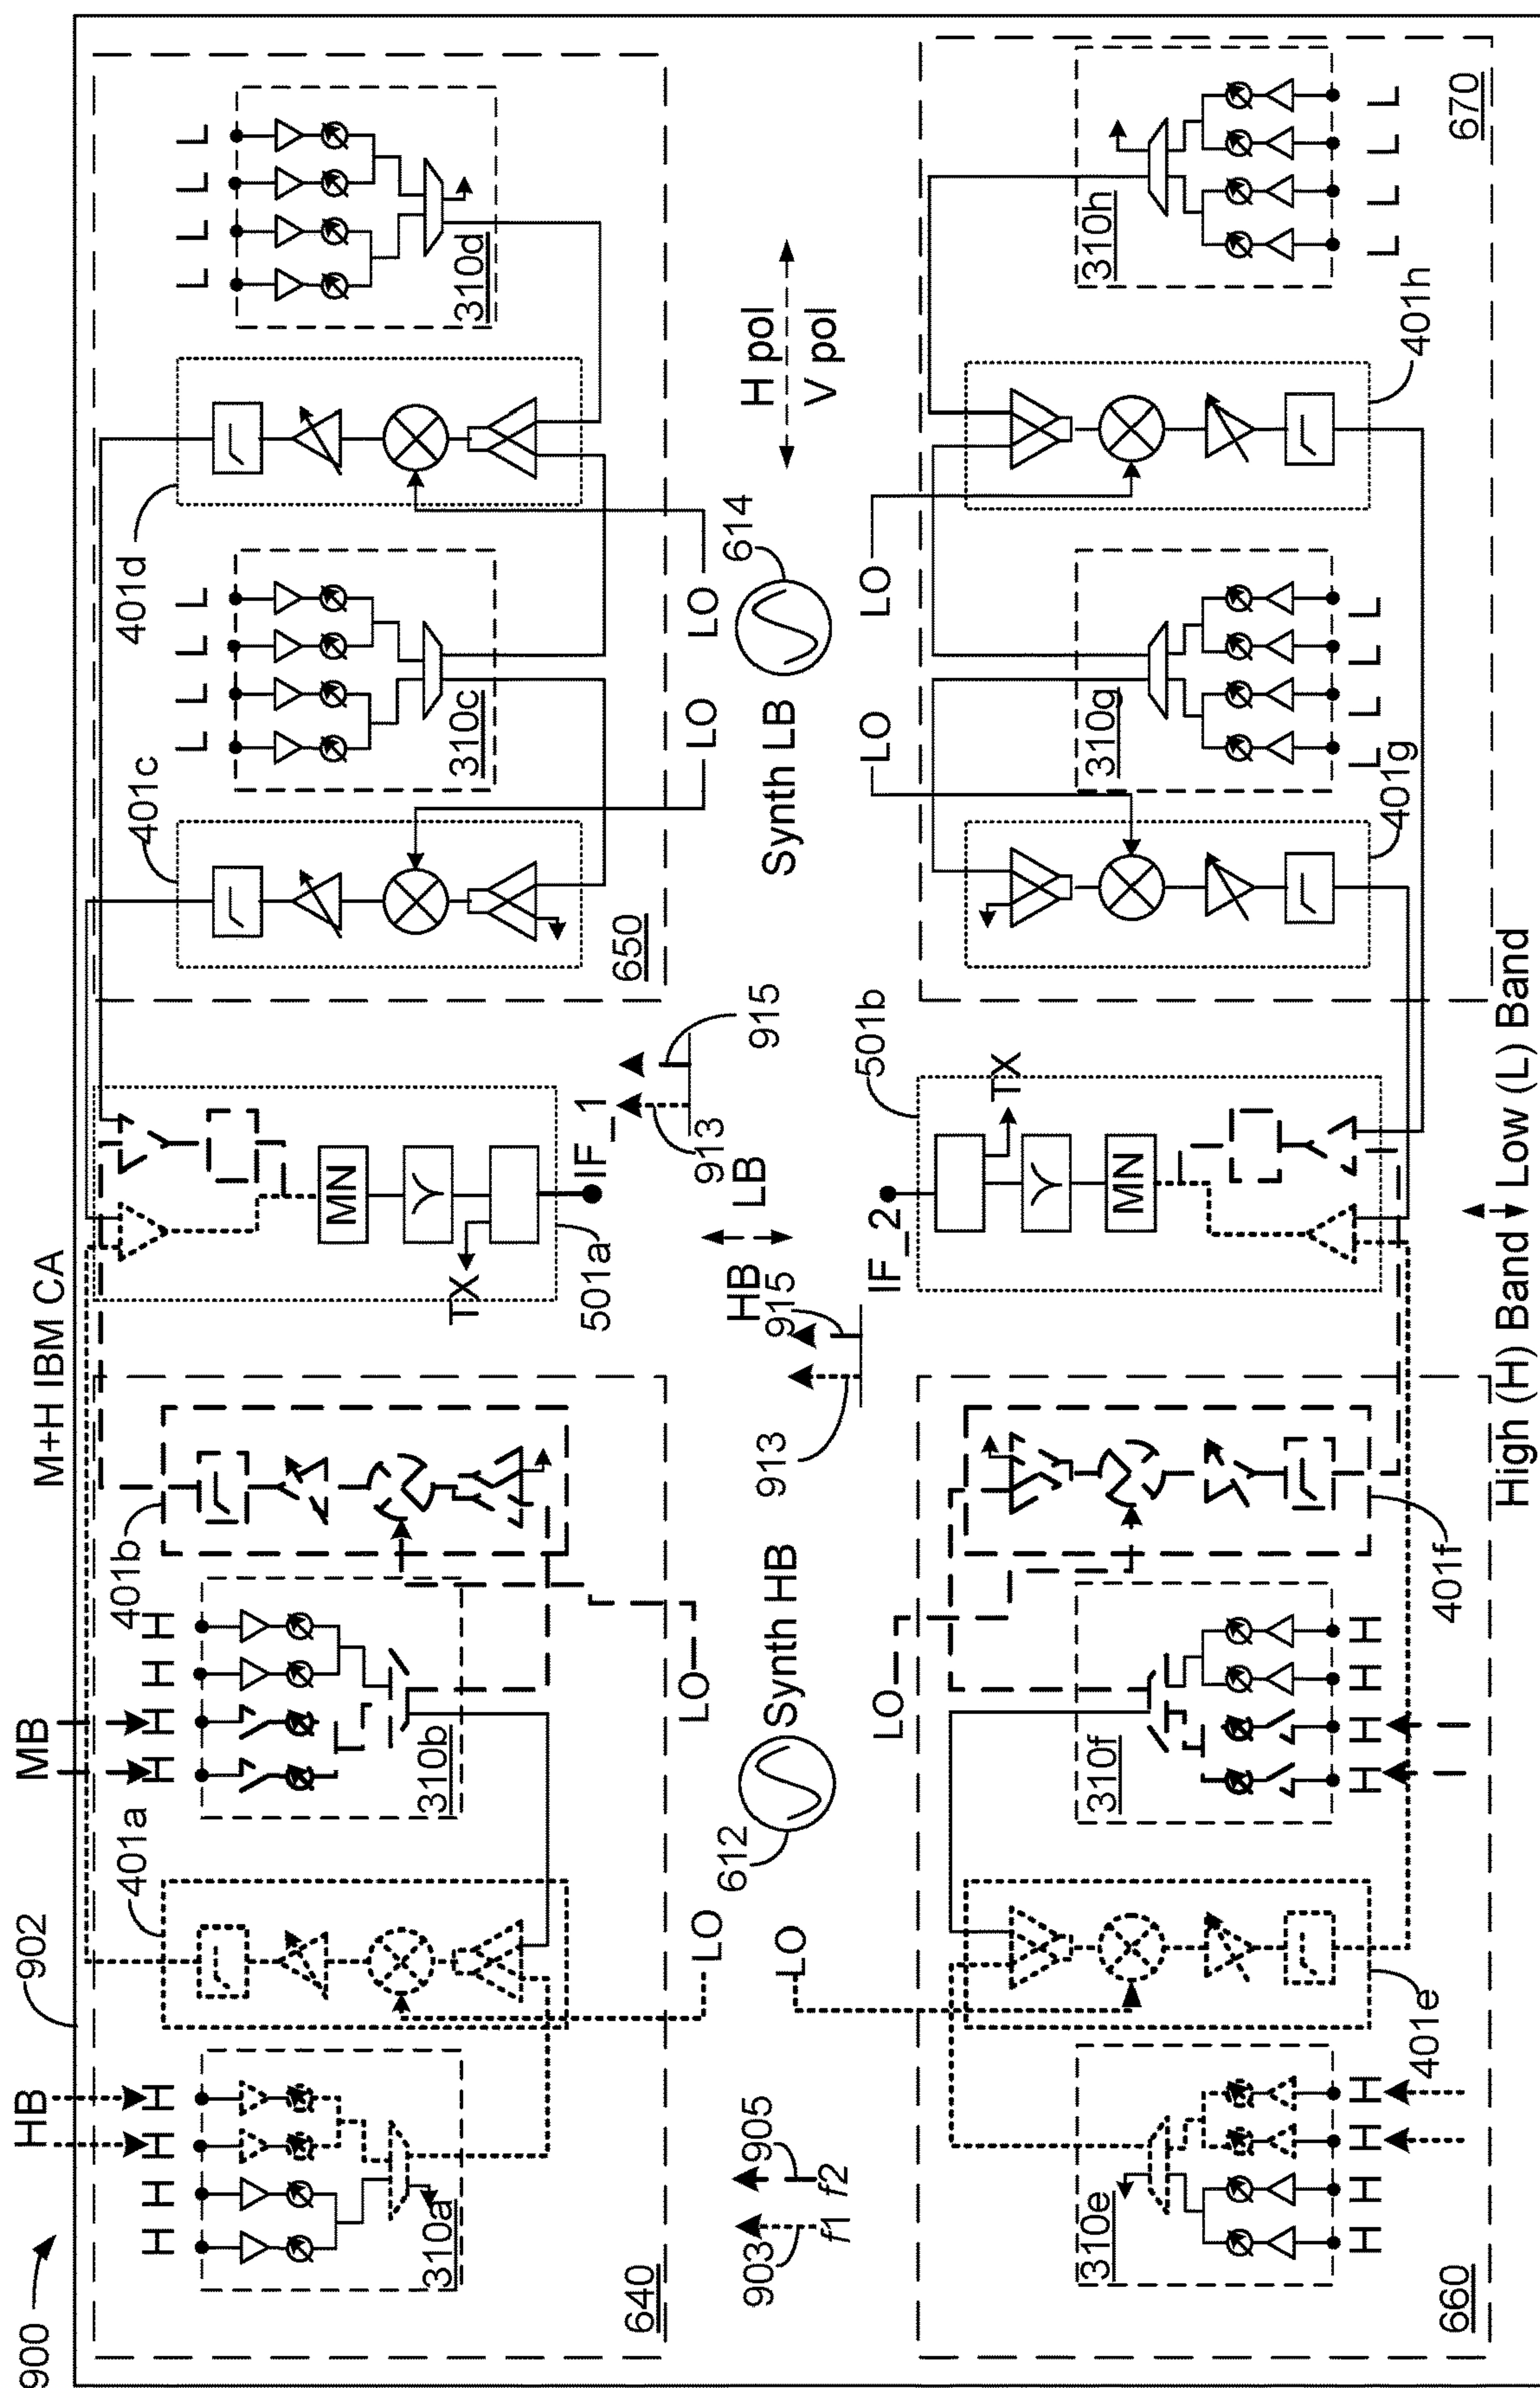 900
902
M+H IBM CA
HB
MB
H
H
H
H
401a
H
H
H
H
401b
401c
L
L
L
L
401d
L
L
L
L
310a
310b
310c
310d
640
650
MN
TX
501a
IF_1
913
915
LO
LO
LO
LO
903
f1
905
f2
612
Synth HB
HB
LB
Synth LB
614
H pol
V pol
913
915
LO
LO
LO
LO
IF_2
501b
TX
MN
310e
310f
310g
310h
H
H
H
H
401e
H
H
H
H
401f
L
L
L
L
401g
L
L
L
L
401h
660
670
High (H) Band
Low (L) Band